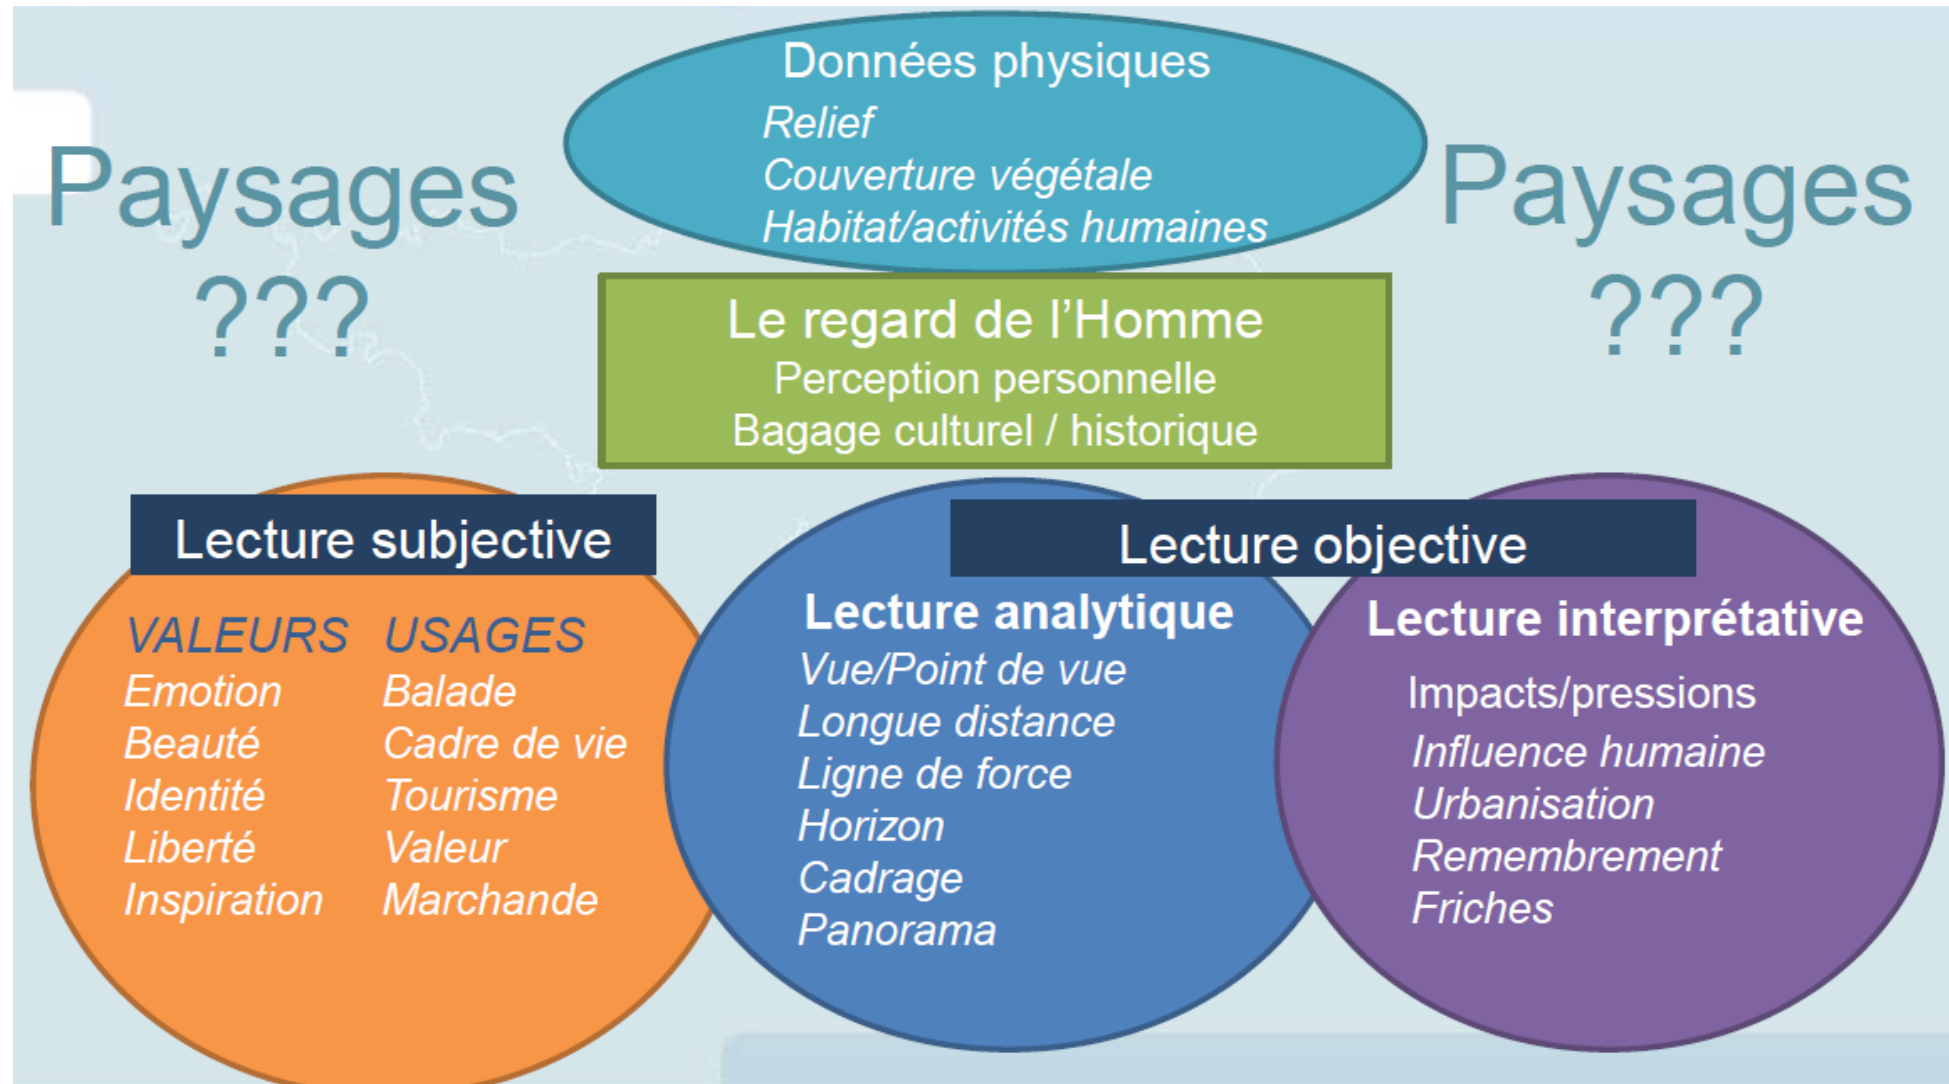 Données physiques
Relief
Couverture végétale
Habitat/activités humaines
Paysages
???
Paysages
???
Le regard de l'Homme
Perception personnelle
Bagage culturel / historique
Lecture subjective
VALEURS
Emotion
Beauté
Identité
Liberté
Inspiration
USAGES
Balade
Cadre de vie
Tourisme
Valeur
Marchande
Lecture objective
Lecture analytique
Vue/Point de vue
Longue distance
Ligne de force
Horizon
Cadrage
Panorama
Lecture interprétative
Impacts/pressions
Influence humaine
Urbanisation
Remembrement
Friches